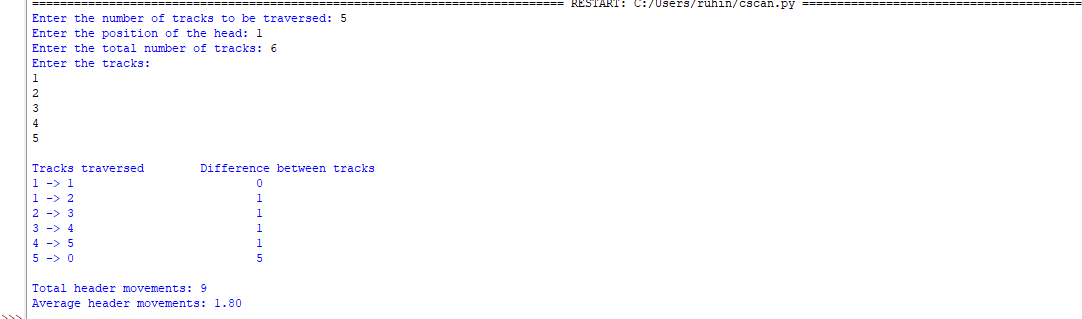 ================================================================================ RESTART: C:/Users/ruhin/cscan.py ==========================================
Enter the number of tracks to be traversed: 5
Enter the position of the head: 1
Enter the total number of tracks: 6
Enter the tracks:
1
2
3
4
5
Tracks traversed        Difference between tracks
1 -> 1                          0
1 -> 2                          1
2 -> 3                          1
3 -> 4                          1
4 -> 5                          1
5 -> 0                          5
Total header movements: 9
Average header movements: 1.80
>>>